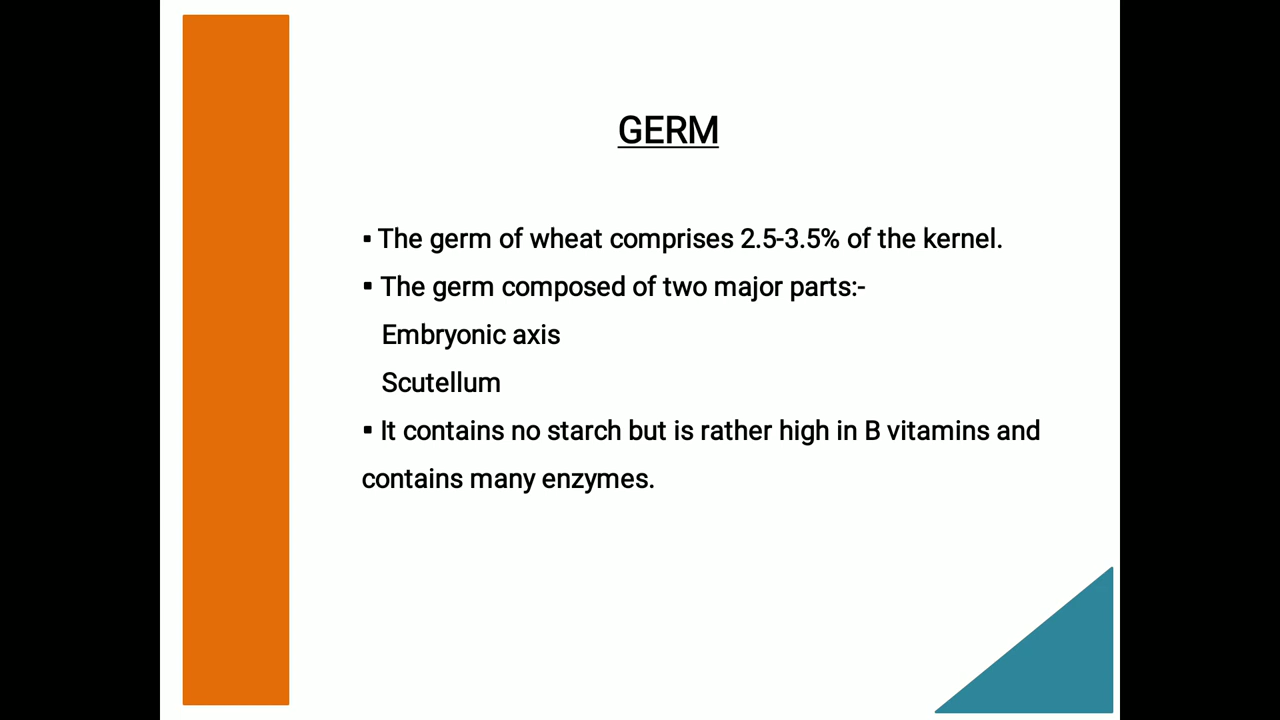 GERM
▪ The germ of wheat comprises 2.5-3.5% of the kernel.
▪ The germ composed of two major parts:-
Embryonic axis
Scutellum
▪ It contains no starch but is rather high in B vitamins and
contains many enzymes.